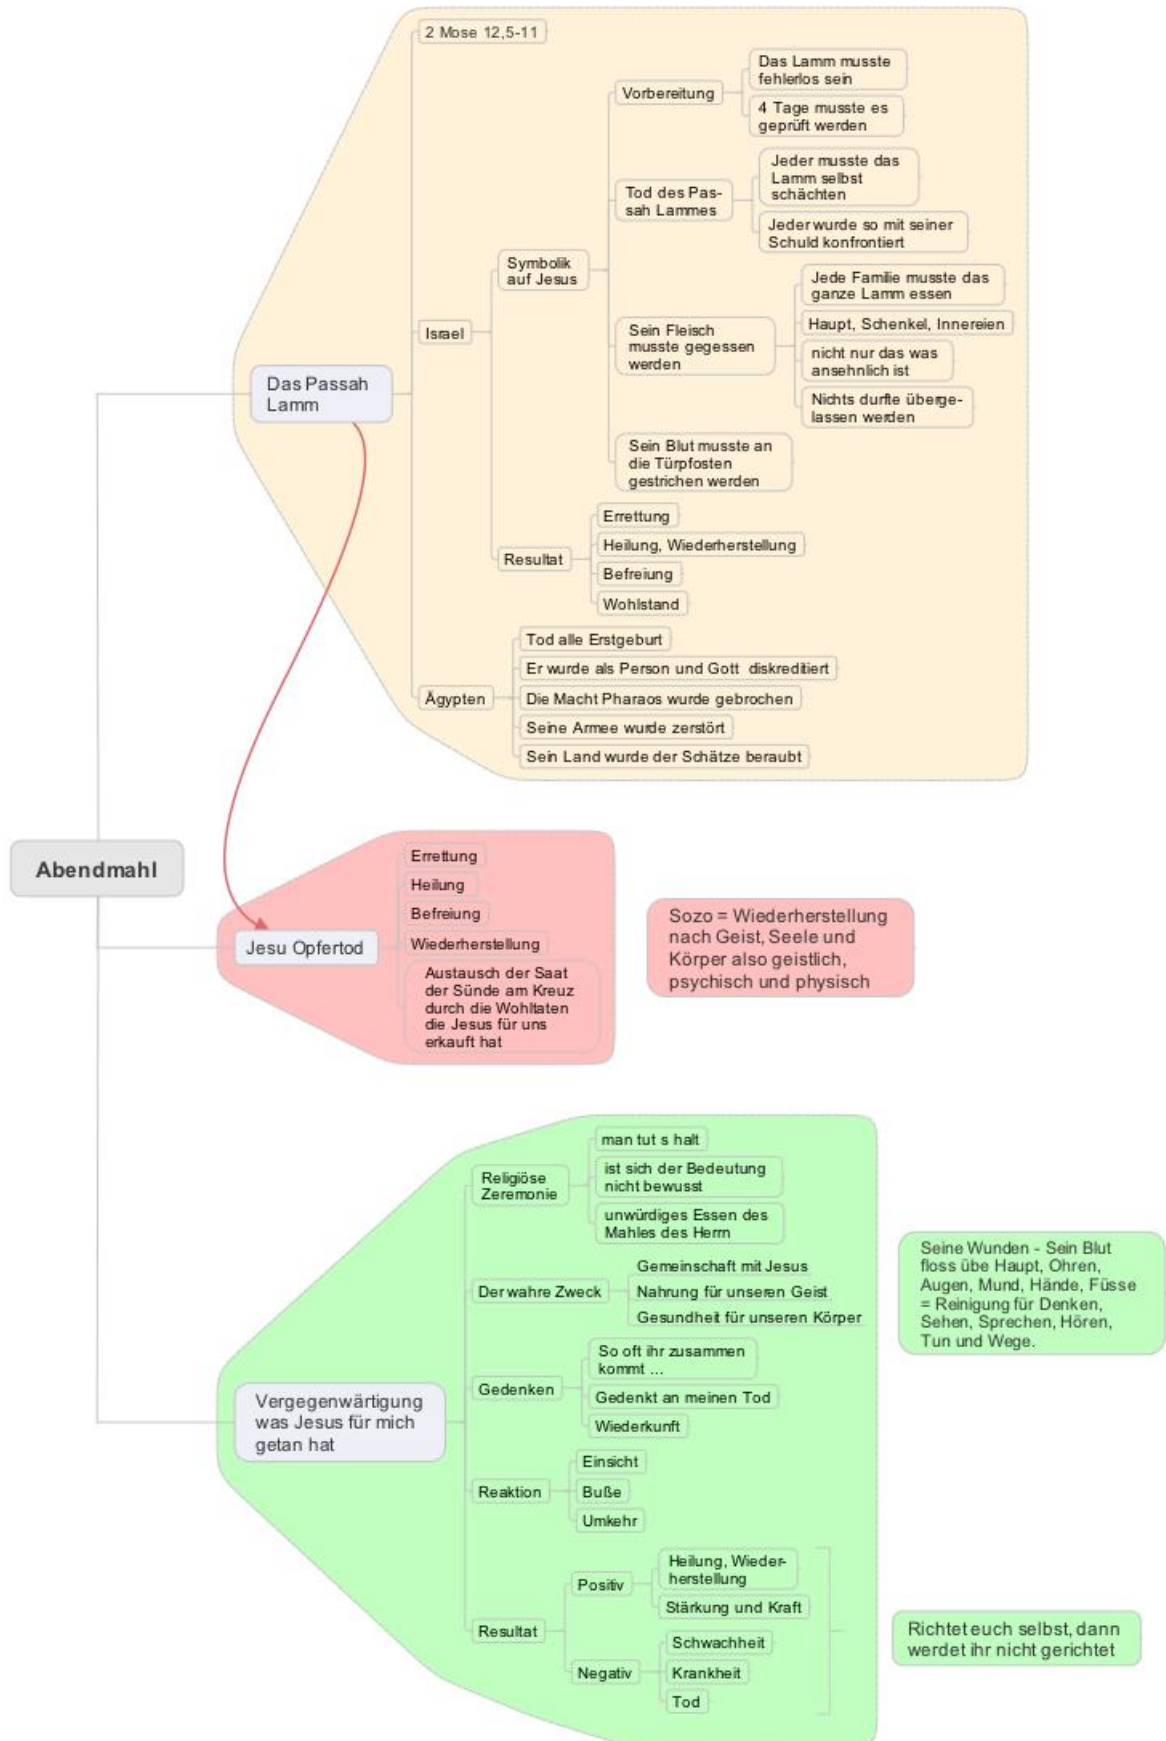 2 Mose 12,5-11
Das Lamm musste
fehlerlos sein
Vorbereitung
4 Tage musste es
geprüft werden
Jeder musste das
Lamm selbst
schächten
Tod des Pas-
sah Lammes
Jeder wurde so mit seiner
Schuld konfrontiert
Symbolik
auf Jesus
Jede Familie musste das
ganze Lamm essen
Haupt, Schenkel, Innereien
Israel
Sein Fleisch
musste gegessen
werden
nicht nur das was
ansehnlich ist
Nichts durfte überge-
lassen werden
Das Passah
Lamm
Sein Blut musste an
die Türpfosten
gestrichen werden
Errettung
Heilung, Wiederherstellung
Resultat
Befreiung
Wohlstand
Tod alle Erstgeburt
Er wurde als Person und Gott diskreditiert
Ägypten
Die Macht Pharaos wurde gebrochen
Seine Armee wurde zerstört
Sein Land wurde der Schätze beraubt
Abendmahl
Errettung
Heilung
Befreiung
Jesu Opfertod
Wiederherstellung
Austausch der Saat
der Sünde am Kreuz
durch die Wohltaten
die Jesus für uns
erkauft hat
Sozo = Wiederherstellung
nach Geist, Seele und
Körper also geistlich,
psychisch und physisch
man tut s halt
Religiöse
Zeremonie
ist sich der Bedeutung
nicht bewusst
unwürdiges Essen des
Mahles des Herrn
Gemeinschaft mit Jesus
Der wahre Zweck
Nahrung für unseren Geist
Gesundheit für unseren Körper
Seine Wunden - Sein Blut
floss übe Haupt, Ohren,
Augen, Mund, Hände, Füsse
= Reinigung für Denken,
Sehen, Sprechen, Hören,
Tun und Wege.
So oft ihr zusammen
kommt ...
Gedenken
Gedenkt an meinen Tod
Wiederkunft
Vergegenwärtigung
was Jesus für mich
getan hat
Einsicht
Reaktion
Buße
Umkehr
Heilung, Wieder-
herstellung
Positiv
Stärkung und Kraft
Resultat
Schwachheit
Negativ
Krankheit
Tod
Richtet euch selbst, dann
werdet ihr nicht gerichtet